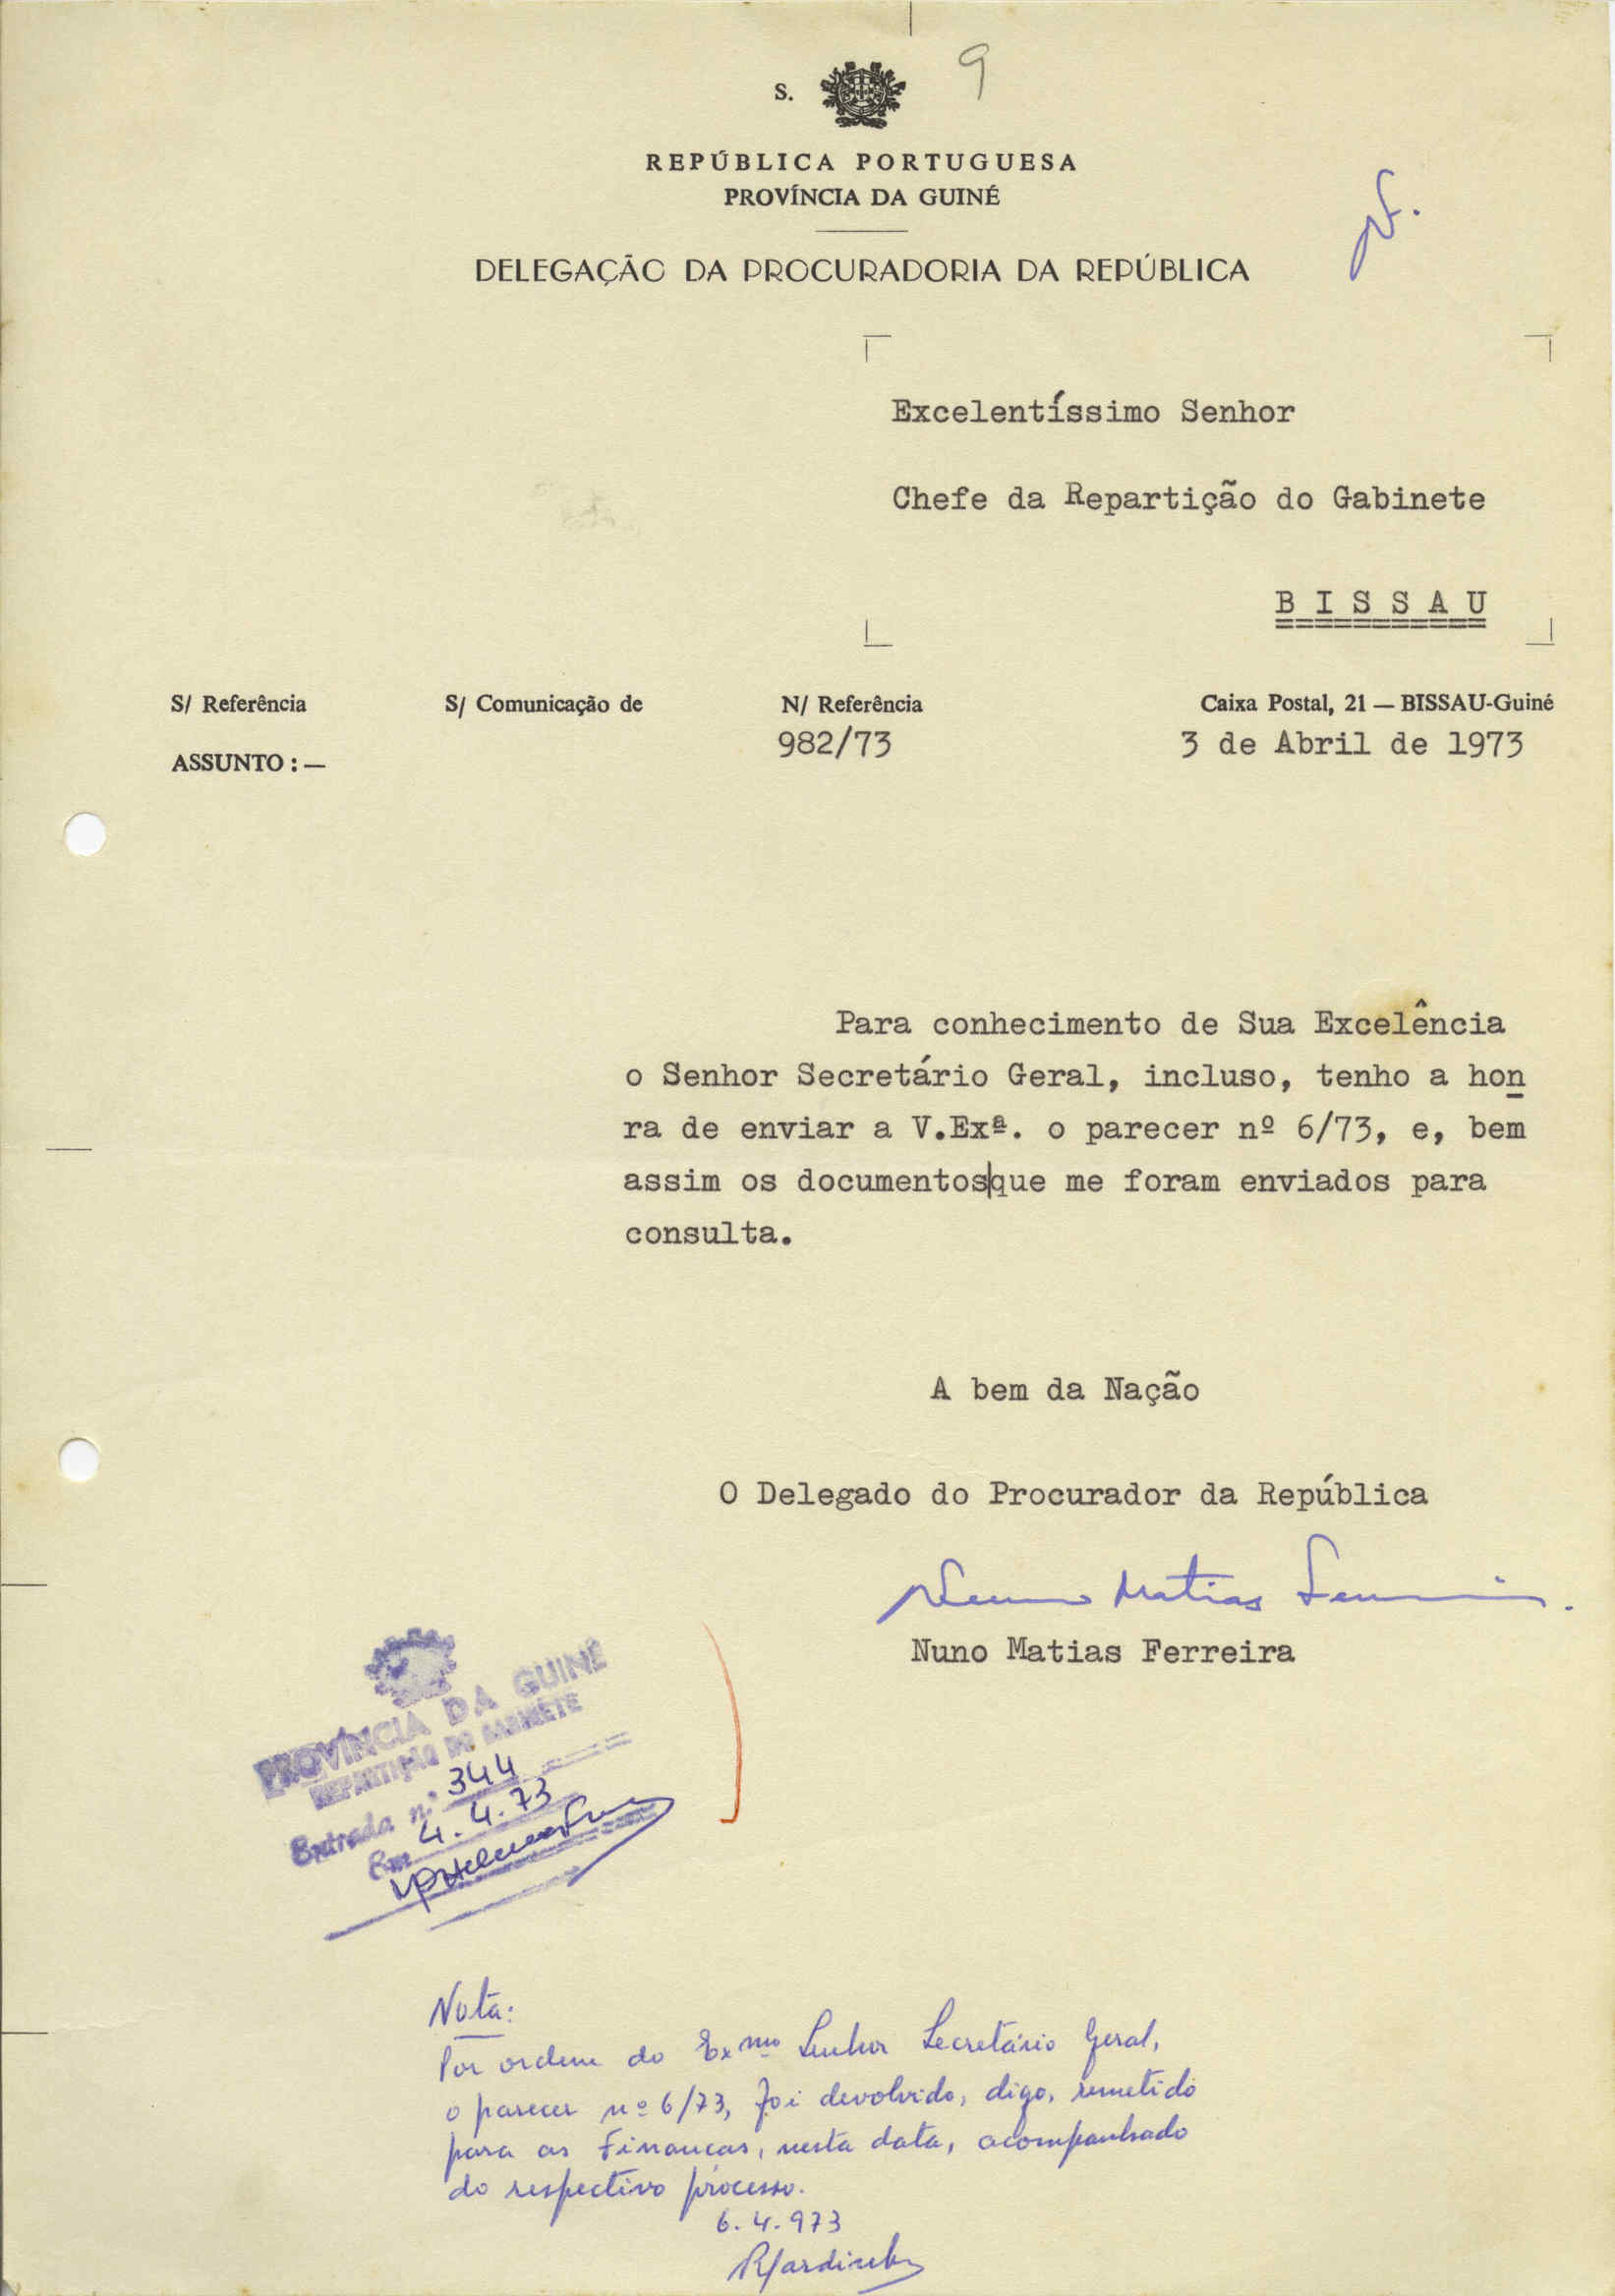 9
S.
REPÚBLICA PORTUGUESA
PROVÍNCIA DA GUINÉ
DELEGAÇÃO DA PROCURADORIA DA REPÚBLICA
Excelentíssimo Senhor
Chefe da Repartição do Gabinete
B I S S A U
S/ Referência S/ Comunicação de N/ Referência Caixa Postal, 21 — BISSAU-Guiné
982/73 3 de Abril de 1973
ASSUNTO : —
Para conhecimento de Sua Excelência
o Senhor Secretário Geral, incluso, tenho a hon
ra de enviar a V.Exª. o parecer nº 6/73, e, bem
assim os documentos|que me foram enviados para
consulta.
A bem da Nação
O Delegado do Procurador da República
Nuno Matias Ferreira
Nuno Matias Ferreira
PROVÍNCIA DA GUINÉ
REPARTIÇÃO DO GABINETE
Entrada n.º 344
Em 4.4.73
Nota:
Por ordem do Exmo Senhor Secretário Geral,
o parecer nº 6/73, foi devolvido, digo, remetido
para as Finanças, nesta data, acompanhado
do respectivo processo.
6.4.973